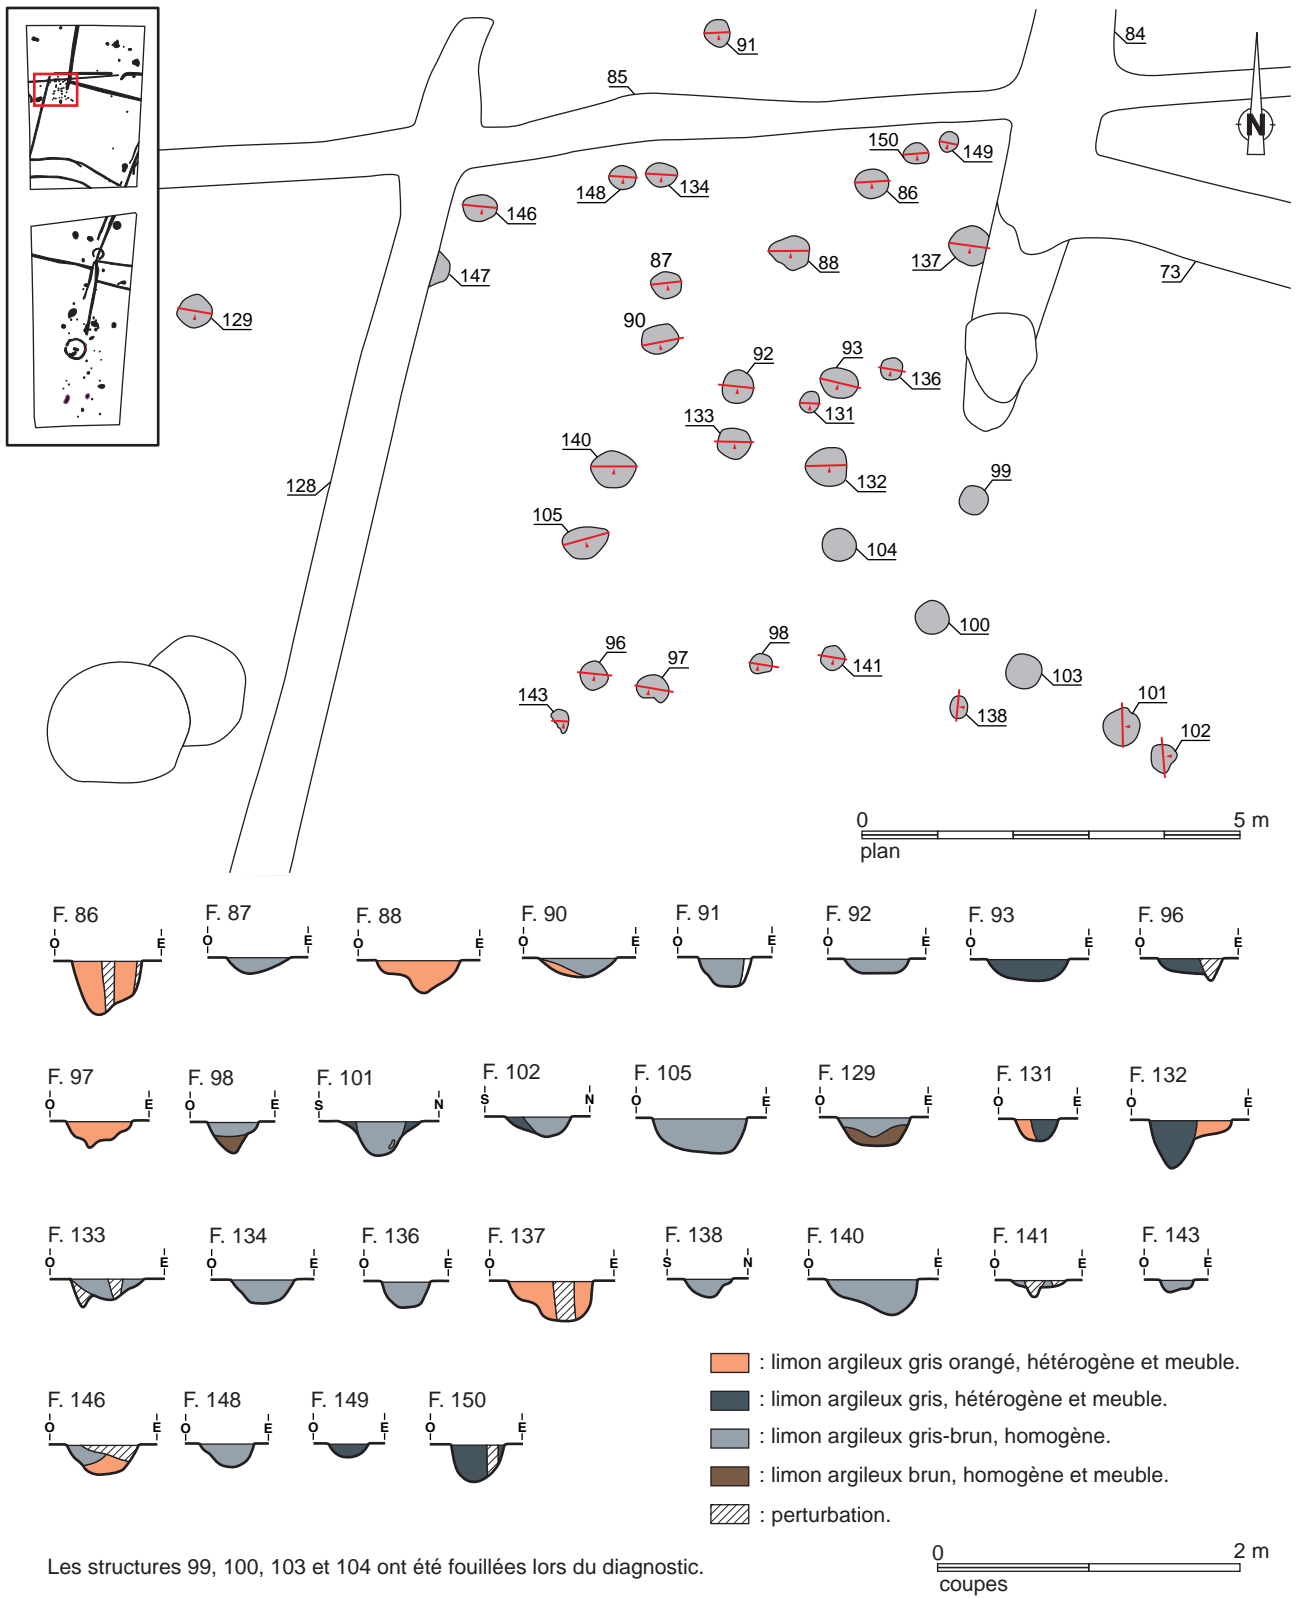 91
84
85
N
150
149
148
134
86
146
88
137
147
87
73
129
90
92
93
136
131
133
140
132
99
128
105
104
100
98
96
97
141
103
143
138
101
102
0 5 m
plan
F. 86 F. 87 F. 88 F. 90 F. 91 F. 92 F. 93 F. 96
O E O E O E O E O E O E O E O E
F. 97 F. 98 F. 101 F. 102 F. 105 F. 129 F. 131 F. 132
O E O E S N S N O E O E O E O E
F. 133 F. 134 F. 136 F. 137 F. 138 F. 140 F. 141 F. 143
O E O E O E O E S N O E O E O E
: limon argileux gris orangé, hétérogène et meuble.
F. 146 F. 148 F. 149 F. 150
O E O E O E O E
: limon argileux gris, hétérogène et meuble.
: limon argileux gris-brun, homogène.
: limon argileux brun, homogène et meuble.
: perturbation.
Les structures 99, 100, 103 et 104 ont été fouillées lors du diagnostic.
0 2 m
coupes